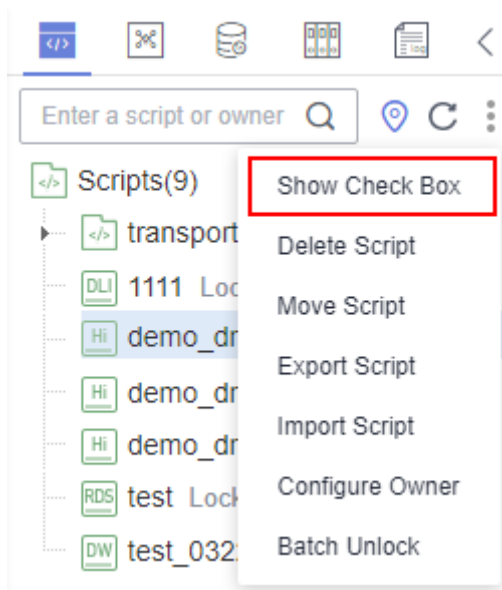 </>
log
Enter a script or owner
</> Scripts(9)
Show Check Box
</> transport
Delete Script
DLI 1111 Loc
Move Script
Hi demo_dr
Export Script
Hi demo_dr
Import Script
Hi demo_dr
Configure Owner
RDS test Lock
Batch Unlock
DW test_032